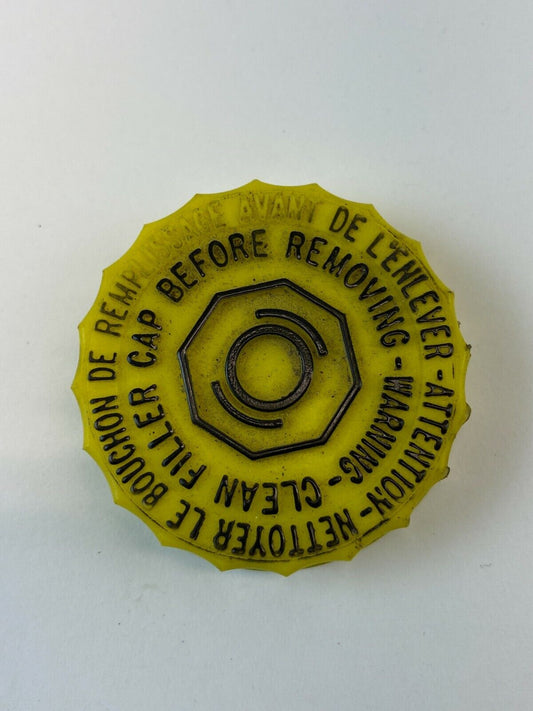 ATTENTION - NETTOYER LE BOUCHON DE REMPLISSAGE AVANT DE L'ENLEVER -
WARNING - CLEAN FILLER CAP BEFORE REMOVING -